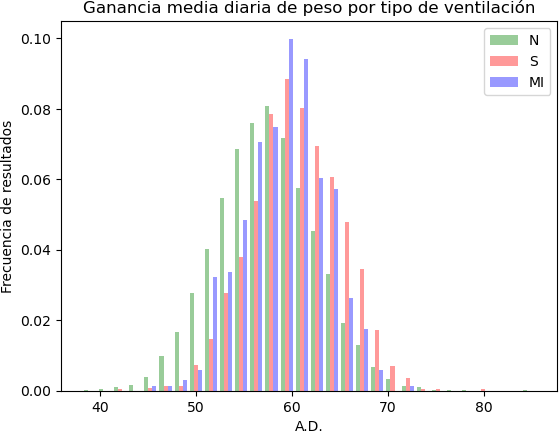 Ganancia media diaria de peso por tipo de ventilación
Frecuencia de resultados
0.10
0.08
0.06
0.04
0.02
0.00
N
S
MI
40 50 60 70 80
A.D.